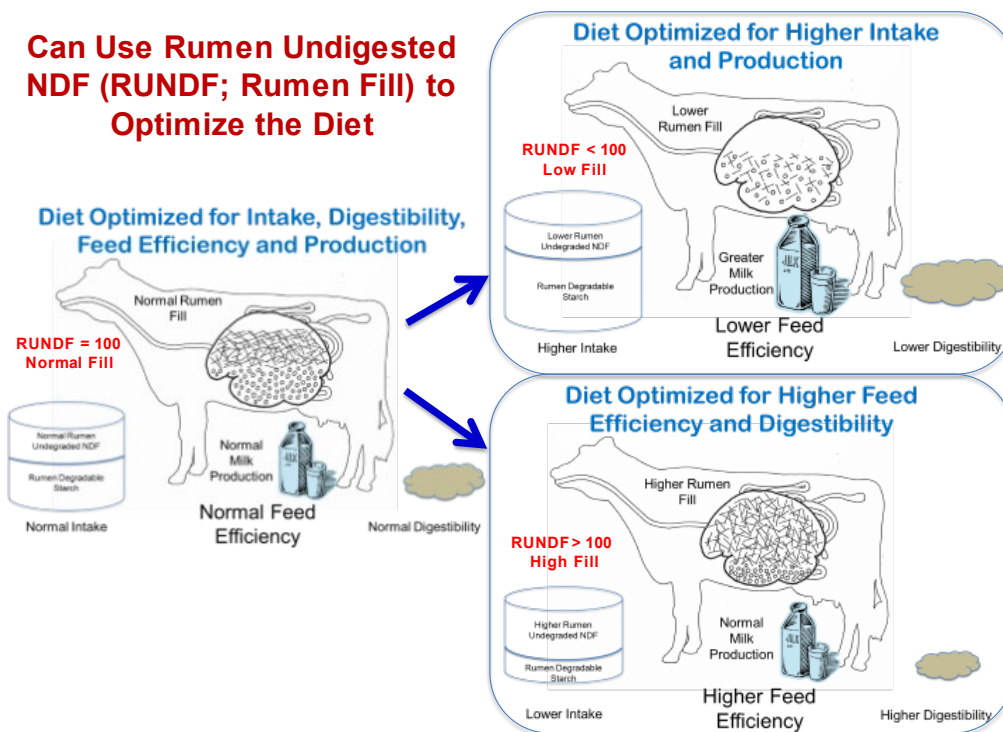 Can Use Rumen Undigested
NDF (RUNDF; Rumen Fill) to
Optimize the Diet
Diet Optimized for Intake, Digestibility,
Feed Efficiency and Production
Normal Rumen
Fill
RUNDF = 100
Normal Fill
Normal Rumen
Undegraded NDF
Rumen Degradable
Starch
Normal Intake
Normal
Milk
Production
MILK
Normal Feed
Efficiency
Normal Digestibility
Diet Optimized for Higher Intake
and Production
Lower
Rumen Fill
RUNDF < 100
Low Fill
Lower Rumen
Undegraded NDF
Rumen Degradable
Starch
Higher Intake
Greater
Milk
Production
MILK
Lower Feed
Efficiency
Lower Digestibility
Diet Optimized for Higher Feed
Efficiency and Digestibility
Higher Rumen
Fill
RUNDF > 100
High Fill
Higher Rumen
Undegraded NDF
Rumen Degradable
Starch
Lower Intake
Normal
Milk
Production
MILK
Higher Feed
Efficiency
Higher Digestibility